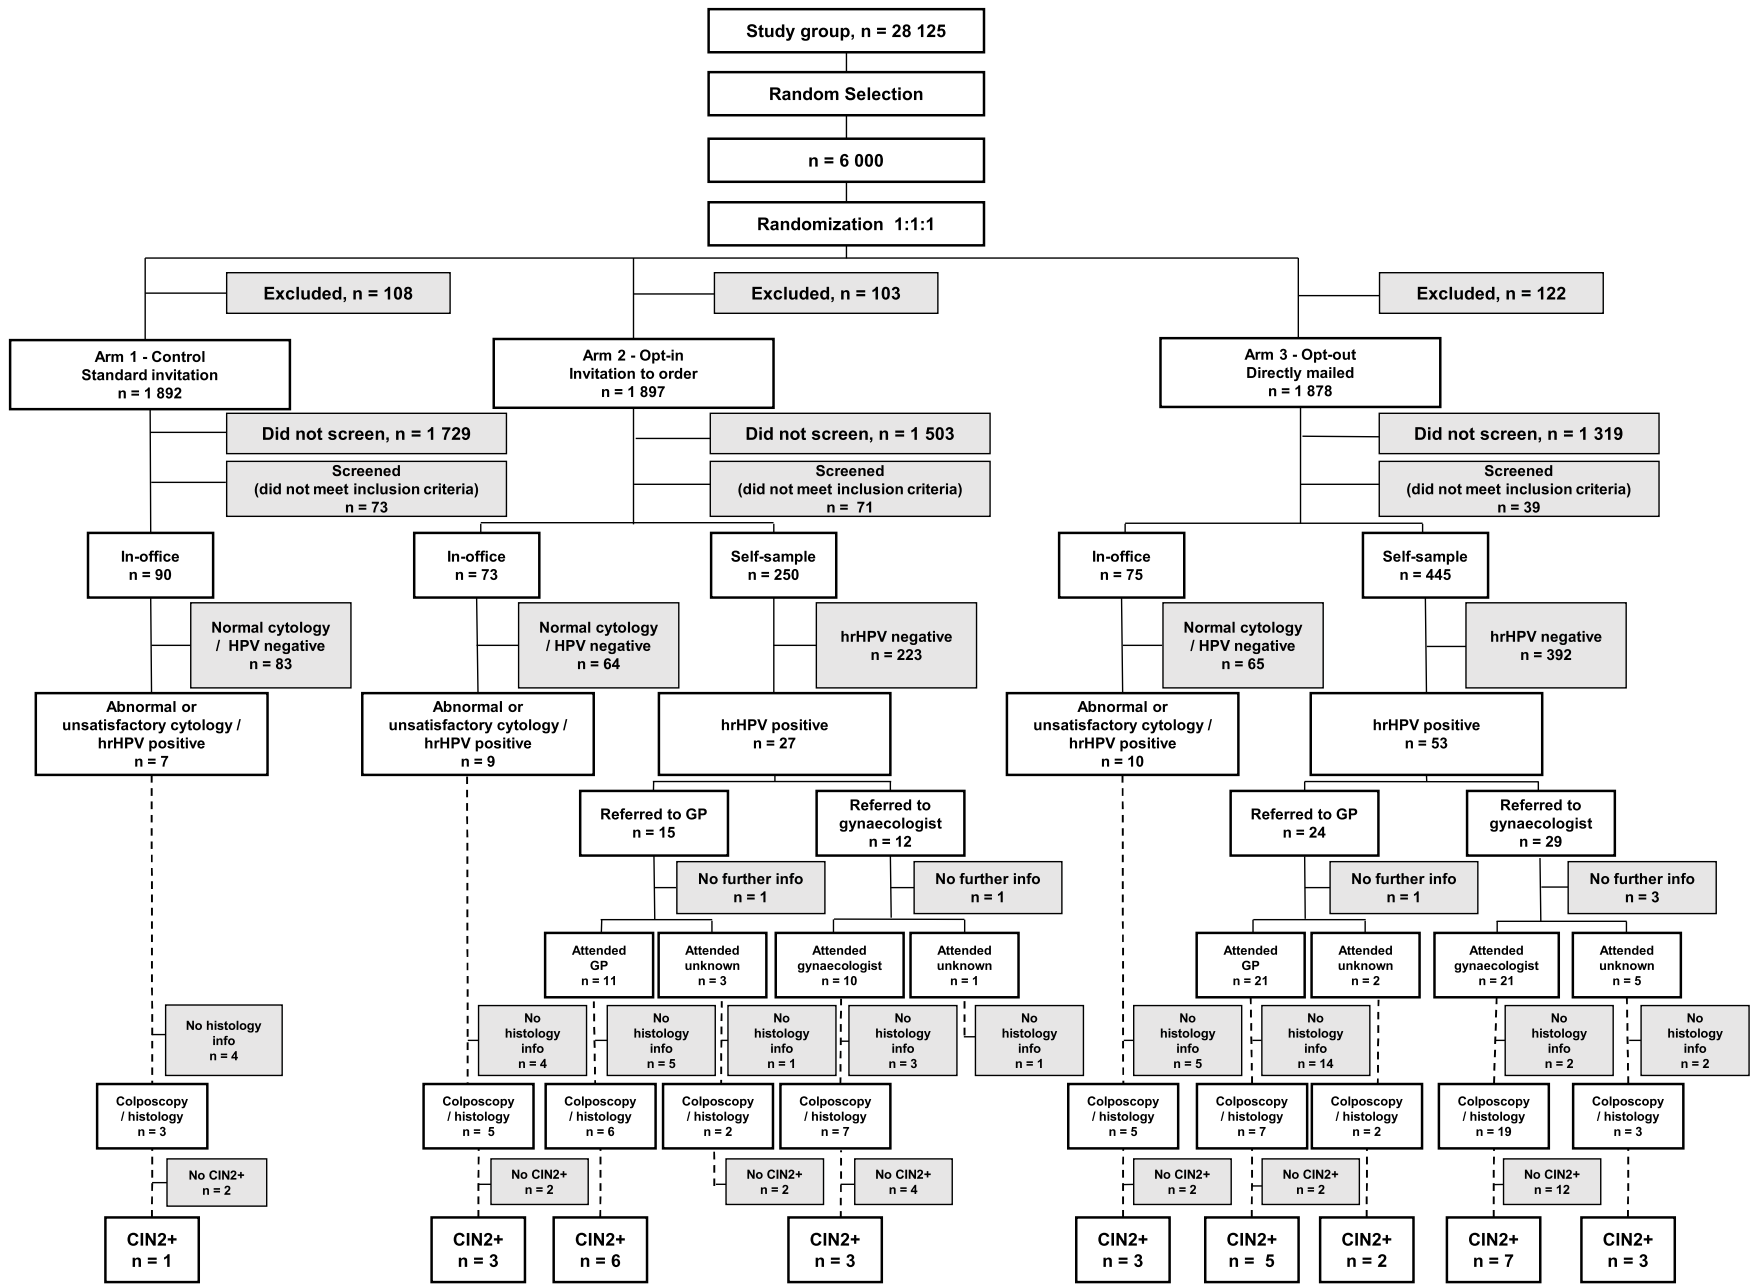 Study group, n = 28 125
Random Selection
n = 6 000
Randomization 1:1:1
Excluded, n = 108
Excluded, n = 103
Excluded, n = 122
Arm 1 - Control
Standard invitation
n = 1 892
Arm 2 - Opt-in
Invitation to order
n = 1 897
Arm 3 - Opt-out
Directly mailed
n = 1 878
Did not screen, n = 1 729
Did not screen, n = 1 503
Did not screen, n = 1 319
Screened
(did not meet inclusion criteria)
n = 73
Screened
(did not meet inclusion criteria)
n = 71
Screened
(did not meet inclusion criteria)
n = 39
In-office
n = 90
In-office
n = 73
Self-sample
n = 250
In-office
n = 75
Self-sample
n = 445
Normal cytology
/ HPV negative
n = 83
Normal cytology
/ HPV negative
n = 64
hrHPV negative
n = 223
Normal cytology
/ HPV negative
n = 65
hrHPV negative
n = 392
Abnormal or
unsatisfactory cytology /
hrHPV positive
n = 7
Abnormal or
unsatisfactory cytology /
hrHPV positive
n = 9
hrHPV positive
n = 27
Abnormal or
unsatisfactory cytology /
hrHPV positive
n = 10
hrHPV positive
n = 53
Referred to GP
n = 15
Referred to
gynaecologist
n = 12
Referred to GP
n = 24
Referred to
gynaecologist
n = 29
No further info
n = 1
No further info
n = 1
No further info
n = 1
No further info
n = 3
Attended
GP
n = 11
Attended
unknown
n = 3
Attended
gynaecologist
n = 10
Attended
unknown
n = 1
Attended
GP
n = 21
Attended
unknown
n = 2
Attended
gynaecologist
n = 21
Attended
unknown
n = 5
No histology
info
n = 4
No
histology
info
n = 4
No
histology
info
n = 5
No
histology
info
n = 1
No
histology
info
n = 3
No
histology
info
n = 1
No
histology
info
n = 5
No
histology
info
n = 14
No
histology
info
n = 2
No
histology
info
n = 2
Colposcopy
/ histology
n = 3
Colposcopy
/ histology
n = 5
Colposcopy
/ histology
n = 6
Colposcopy
/ histology
n = 2
Colposcopy
/ histology
n = 7
Colposcopy
/ histology
n = 5
Colposcopy
/ histology
n = 7
Colposcopy
/ histology
n = 2
Colposcopy
/ histology
n = 19
Colposcopy
/ histology
n = 3
No CIN2+
n = 2
No CIN2+
n = 2
No CIN2+
n = 2
No CIN2+
n = 4
No CIN2+
n = 2
No CIN2+
n = 2
No CIN2+
n = 12
CIN2+
n = 1
CIN2+
n = 3
CIN2+
n = 6
CIN2+
n = 3
CIN2+
n = 3
CIN2+
n = 5
CIN2+
n = 2
CIN2+
n = 7
CIN2+
n = 3